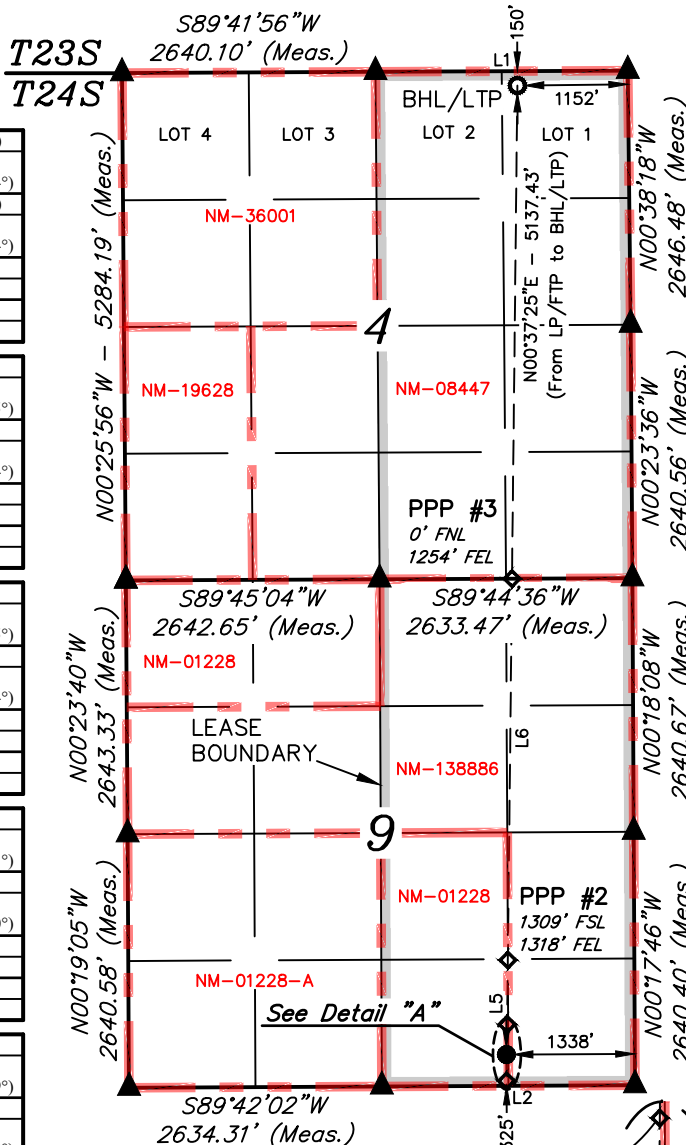 S89°41'56"W
2640.10' (Meas.)
T23S
T24S
150'
L1
BHL/LTP
1152'
LOT 4
LOT 3
LOT 2
LOT 1
NM-36001
N00°25'56"W - 5284.19' (Meas.)
N00°37'25"E - 5137.43'
(From LP/FTP to BHL/LTP)
N00°38'18"W
2646.48' (Meas.)
4
NM-19628
NM-08447
N00°23'36"W
2640.56' (Meas.)
PPP #3
0' FNL
1254' FEL
S89°45'04"W
2642.65' (Meas.)
S89°44'36"W
2633.47' (Meas.)
NM-01228
N00°23'40"W
2643.33' (Meas.)
LEASE
BOUNDARY
L6
NM-138886
N00°18'08"W
2640.67' (Meas.)
9
NM-01228
PPP #2
1309' FSL
1318' FEL
N00°19'05"W
2640.58' (Meas.)
NM-01228-A
L5
See Detail "A"
1338'
N00°17'46"W
2640.40' (Meas.)
L2
S89°42'02"W
2634.31' (Meas.)